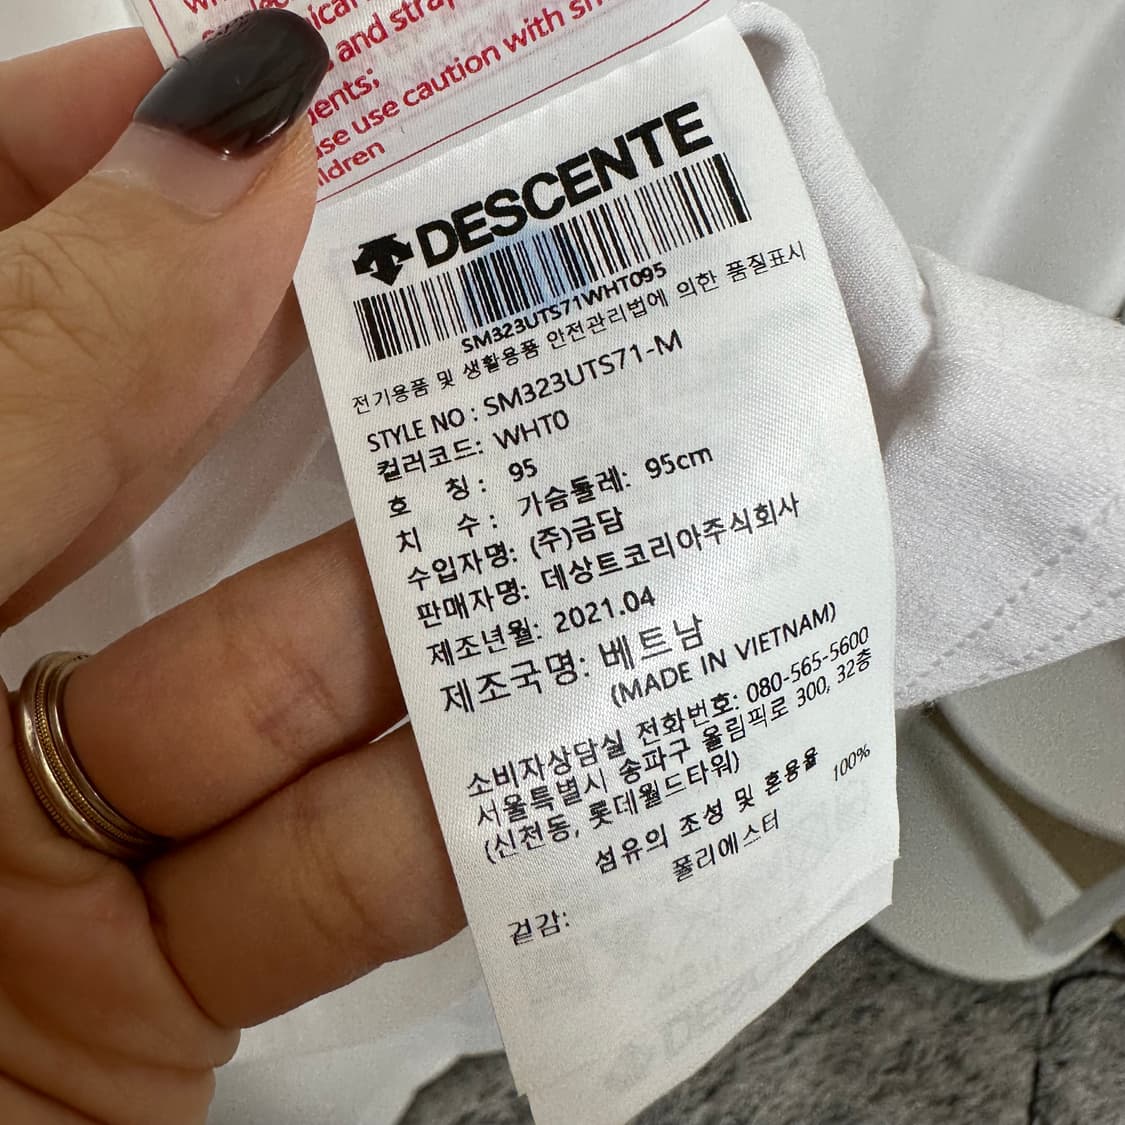 and strap
ents;
use caution with
ldren
DESCENTE
SM323UTS71WHT095
전기용품 및 생활용품 안전관리법에 의한 품질표시
STYLE NO : SM323UTS71-M
컬러코드: WHT0
호 칭 : 95
치 수 : 가슴둘레: 95cm
수입자명: (주)금담
판매자명: 데상트코리아주식회사
제조년월: 2021.04
제조국명: 베트남
(MADE IN VIETNAM)
소비자상담실 전화번호: 080-565-5600
서울특별시 송파구 올림픽로 300, 32층
(신천동, 롯데월드타워)
섬유의 조성 및 혼용율
100%
폴리에스터
겉감: